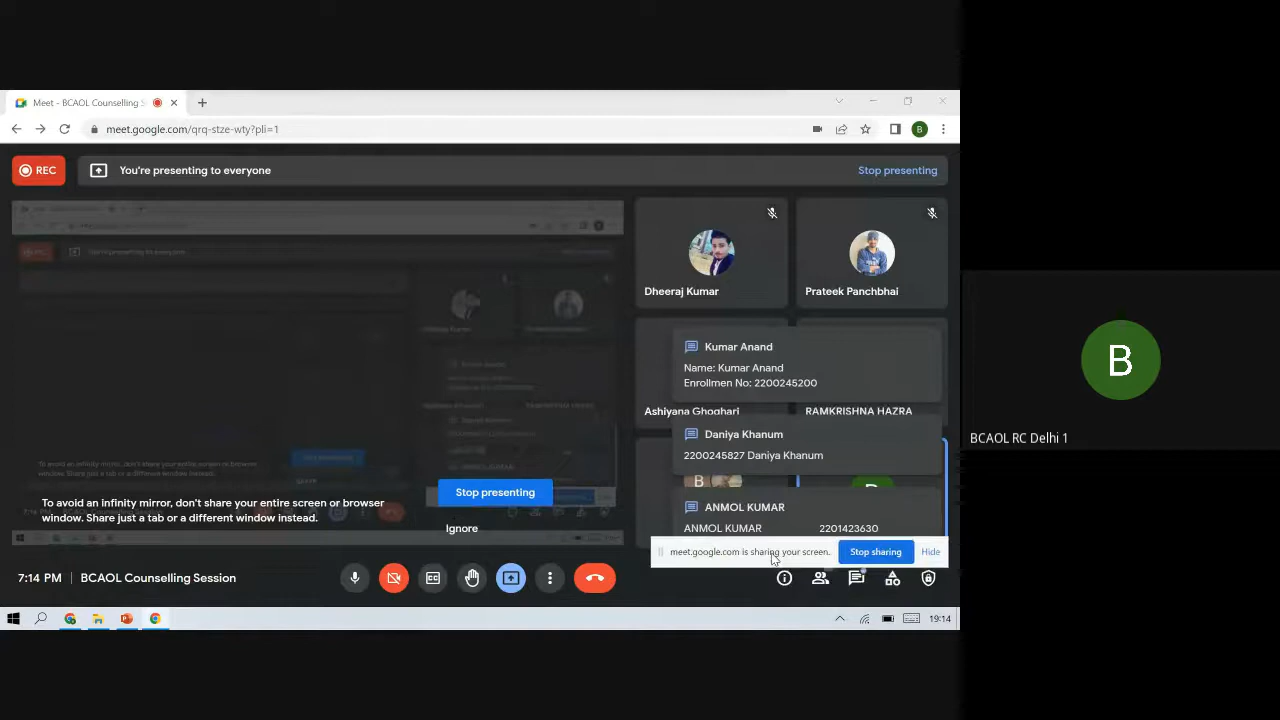 Meet - BCAOL Counselling S
meet.google.com/qrq-stze-wty?pli=1
B
REC
You're presenting to everyone
Stop presenting
Dheeraj Kumar
Prateek Panchbhai
Kumar Anand
Name: Kumar Anand
Enrollmen No: 2200245200
Ashiyana Ghoghari
RAMKRISHNA HAZRA
Daniya Khanum
2200245827 Daniya Khanum
B
ANMOL KUMAR
ANMOL KUMAR 2201423630
To avoid an infinity mirror, don't share your entire screen or browser
window. Share just a tab or a different window instead.
Stop presenting
Ignore
meet.google.com is sharing your screen.
Stop sharing
Hide
7:14 PM
BCAOL Counselling Session
19:14
B
BCAOL RC Delhi 1